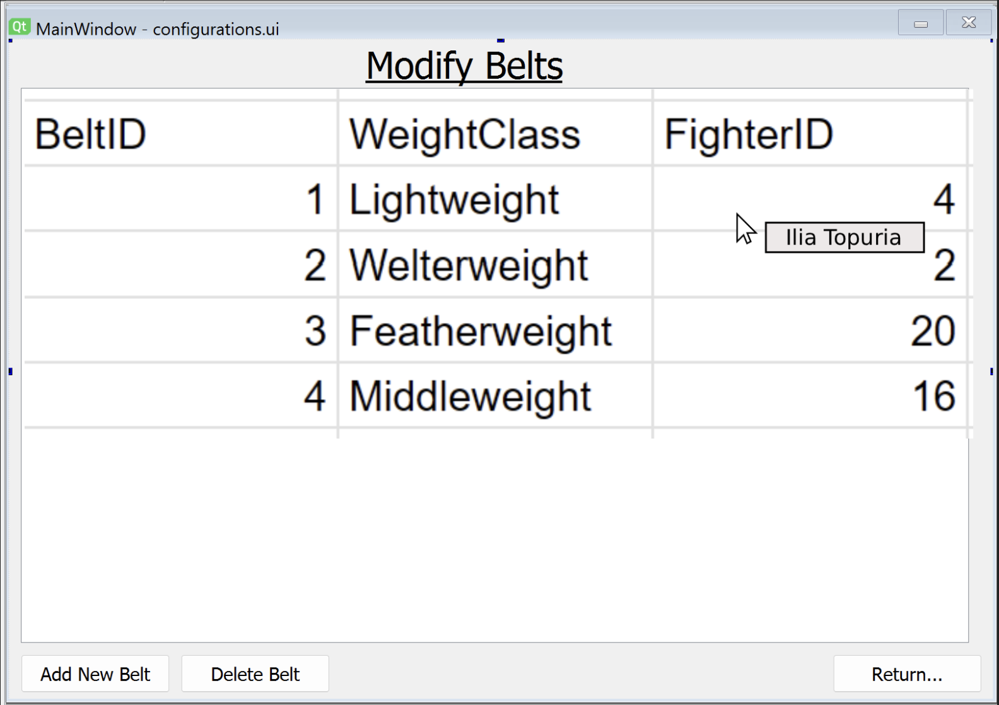 Qt MainWindow - configurations.ui
Modify Belts
BeltID WeightClass FighterID
1 Lightweight 4
Ilia Topuria
2 Welterweight 2
3 Featherweight 20
4 Middleweight 16
Add New Belt Delete Belt Return...